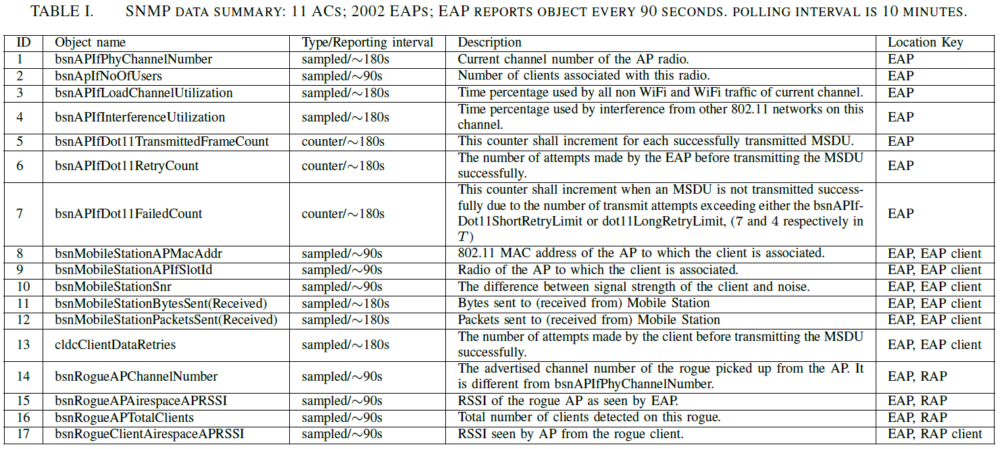 TABLE I. SNMP DATA SUMMARY: 11 ACS; 2002 EAPS; EAP REPORTS OBJECT EVERY 90 SECONDS. POLLING INTERVAL IS 10 MINUTES.
ID Object name Type/Reporting interval Description Location Key
1 bsnAPIfPhyChannelNumber sampled/∼180s Current channel number of the AP radio. EAP
2 bsnApIfNoOfUsers sampled/∼90s Number of clients associated with this radio. EAP
3 bsnAPIfLoadChannelUtilization sampled/∼180s Time percentage used by all non WiFi and WiFi traffic of current channel. EAP
4 bsnAPIfInterferenceUtilization sampled/∼180s Time percentage used by interference from other 802.11 networks on this
channel. EAP
5 bsnAPIfDot11TransmittedFrameCount counter/∼180s This counter shall increment for each successfully transmitted MSDU. EAP
6 bsnAPIfDot11RetryCount counter/∼180s The number of attempts made by the EAP before transmitting the MSDU
successfully. EAP
7 bsnAPIfDot11FailedCount counter/∼180s This counter shall increment when an MSDU is not transmitted success-
fully due to the number of transmit attempts exceeding either the bsnAPIf-
Dot11ShortRetryLimit or dot11LongRetryLimit, (7 and 4 respectively in
T) EAP
8 bsnMobileStationAPMacAddr sampled/∼90s 802.11 MAC address of the AP to which the client is associated. EAP, EAP client
9 bsnMobileStationAPIfSlotId sampled/∼90s Radio of the AP to which the client is associated. EAP, EAP client
10 bsnMobileStationSnr sampled/∼90s The difference between signal strength of the client and noise. EAP, EAP client
11 bsnMobileStationBytesSent(Received) sampled/∼180s Bytes sent to (received from) Mobile Station EAP, EAP client
12 bsnMobileStationPacketsSent(Received) sampled/∼180s Packets sent to (received from) Mobile Station EAP, EAP client
13 cldcClientDataRetries sampled/∼180s The number of attempts made by the client before transmitting the MSDU
successfully. EAP, EAP client
14 bsnRogueAPChannelNumber sampled/∼90s The advertised channel number of the rogue picked up from the AP. It
is different from bsnAPIfPhyChannelNumber. EAP, RAP
15 bsnRogueAPAirespaceAPRSSI sampled/∼90s RSSI of the rogue AP as seen by EAP. EAP, RAP
16 bsnRogueAPTotalClients sampled/∼90s Total number of clients detected on this rogue. EAP, RAP
17 bsnRogueClientAirespaceAPRSSI sampled/∼90s RSSI seen by AP from the rogue client. EAP, RAP client